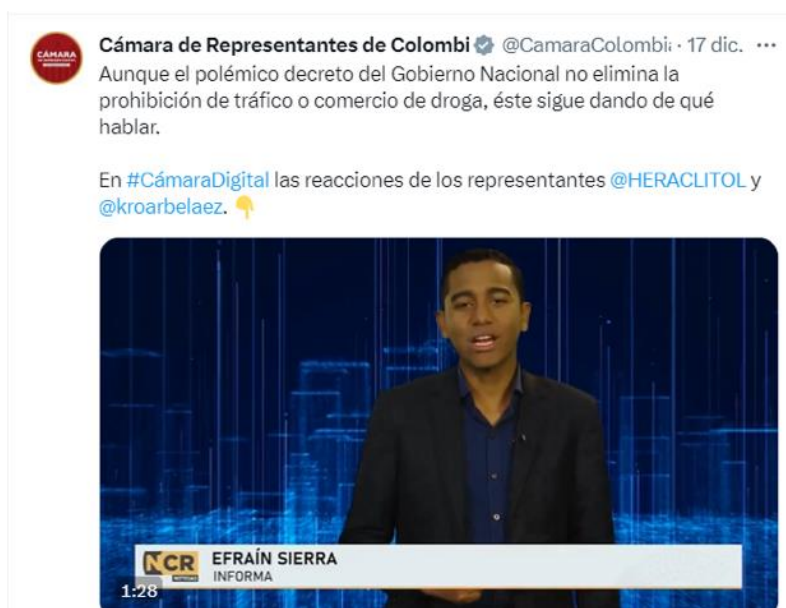 CÁMARA
Cámara de Representantes de Colombi @CamaraColombi · 17 dic. ···
Aunque el polémico decreto del Gobierno Nacional no elimina la
prohibición de tráfico o comercio de droga, éste sigue dando de qué
hablar.
En #CámaraDigital las reacciones de los representantes @HERACLITOL y
@kroarbelaez. 👇
NCR
NOTICIAS
EFRAÍN SIERRA
INFORMA
1:28